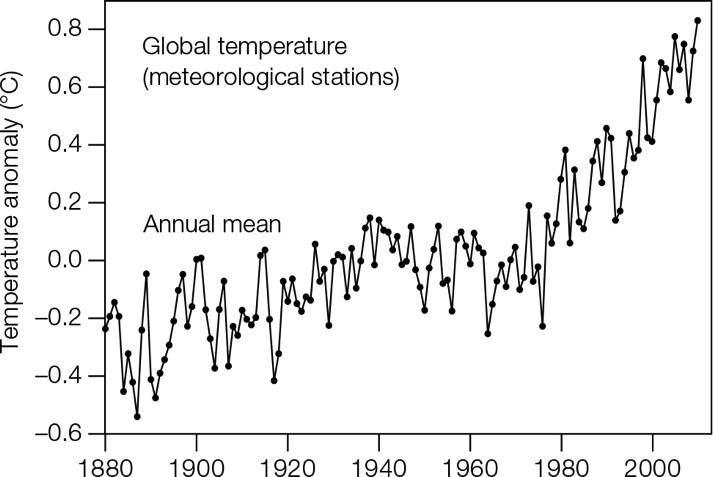 Global temperature
(meteorological stations)
Annual mean
Temperature anomaly (°C)
0.8
0.6
0.4
0.2
0.0
–0.2
–0.4
–0.6
1880 1900 1920 1940 1960 1980 2000